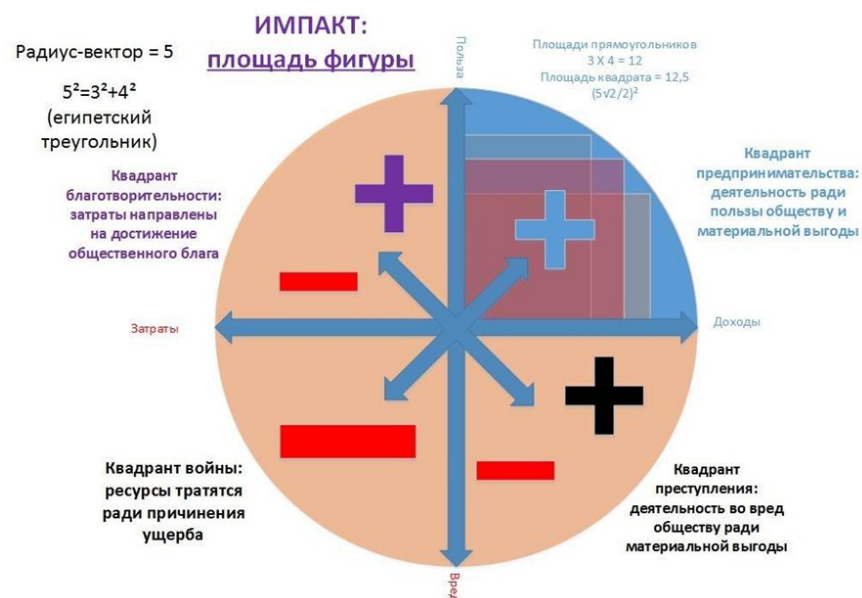 ИМПАКТ:
площадь фигуры
Радиус-вектор = 5
5²=3²+4²
(египетский
треугольник)
Польза
Площади прямоугольников
3 X 4 = 12
Площадь квадрата = 12,5
(5√2/2)²
Квадрант
благотворительности:
затраты направлены
на достижение
общественного блага
Квадрант
предпринимательства:
деятельность ради
пользы обществу и
материальной выгоды
Затраты
Доходы
Квадрант войны:
ресурсы тратятся
ради причинения
ущерба
Квадрант
преступления:
деятельность во вред
обществу ради
материальной выгоды
Вред